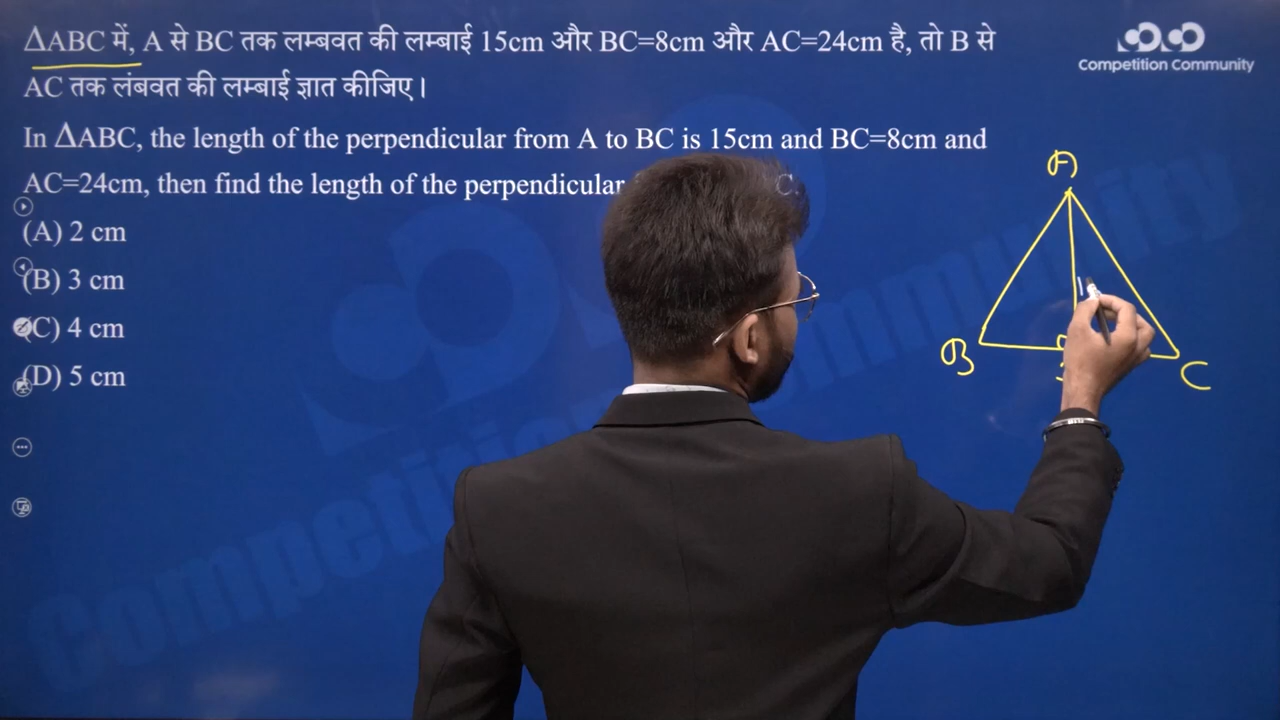 ΔABC में, A से BC तक लम्बवत की लम्बाई 15cm और BC=8cm और AC=24cm है, तो B से
AC तक लंबवत की लम्बाई ज्ञात कीजिए।
In ΔABC, the length of the perpendicular from A to BC is 15cm and BC=8cm and
AC=24cm, then find the length of the perpendicular C.
(A) 2 cm
(B) 3 cm
(C) 4 cm
(D) 5 cm
Competition Community
A
B
C
Competition Community